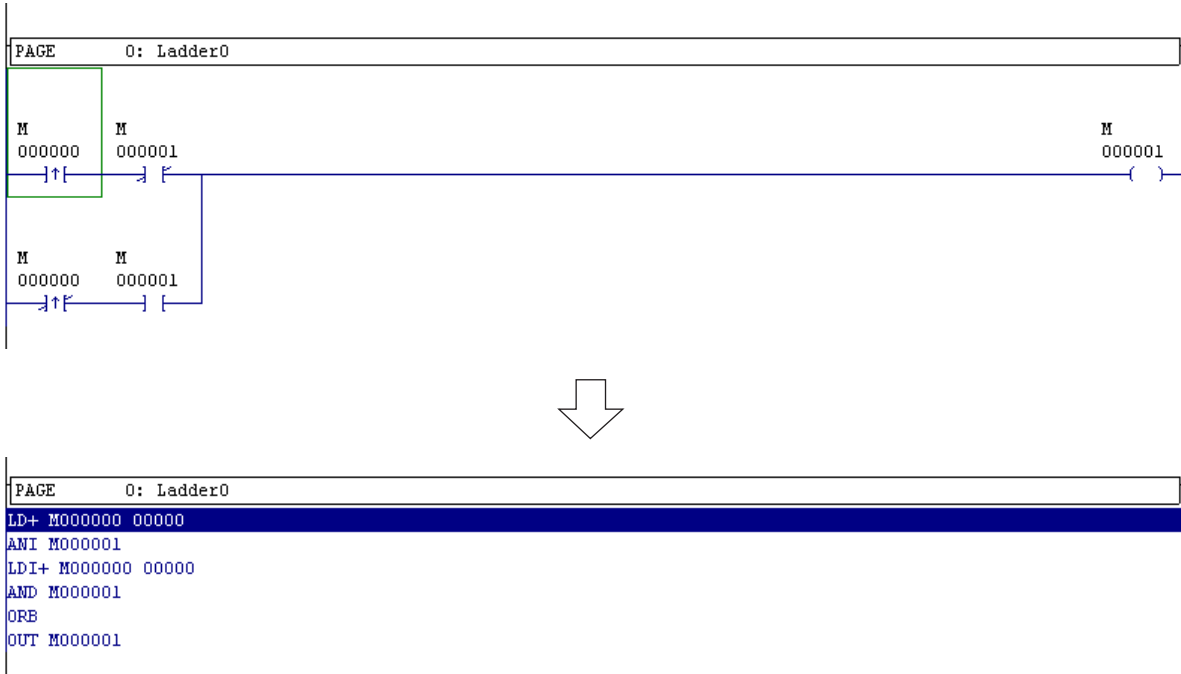 PAGE 0: Ladder0
M M M
000000 000001 000001
M M
000000 000001
PAGE 0: Ladder0
LD+ M000000 00000
ANI M000001
LDI+ M000000 00000
AND M000001
ORB
OUT M000001